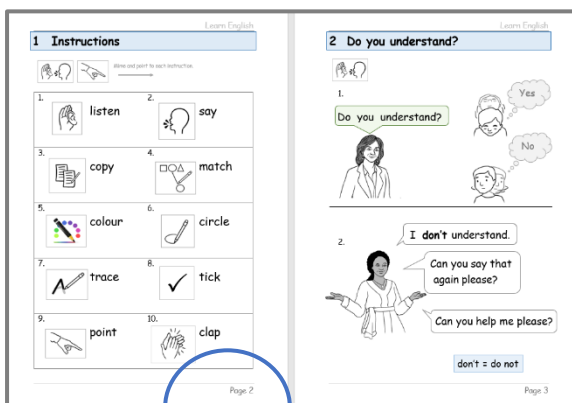 Learn English
1 Instructions
Listen and point to each instruction.
1.
listen
2.
say
3.
copy
4.
match
5.
colour
6.
circle
7.
trace
8.
tick
9.
point
10.
clap
Page 2
Learn English
2 Do you understand?
1.
Do you understand?
Yes
No
2.
I don't understand.
Can you say that
again please?
Can you help me please?
don't = do not
Page 3